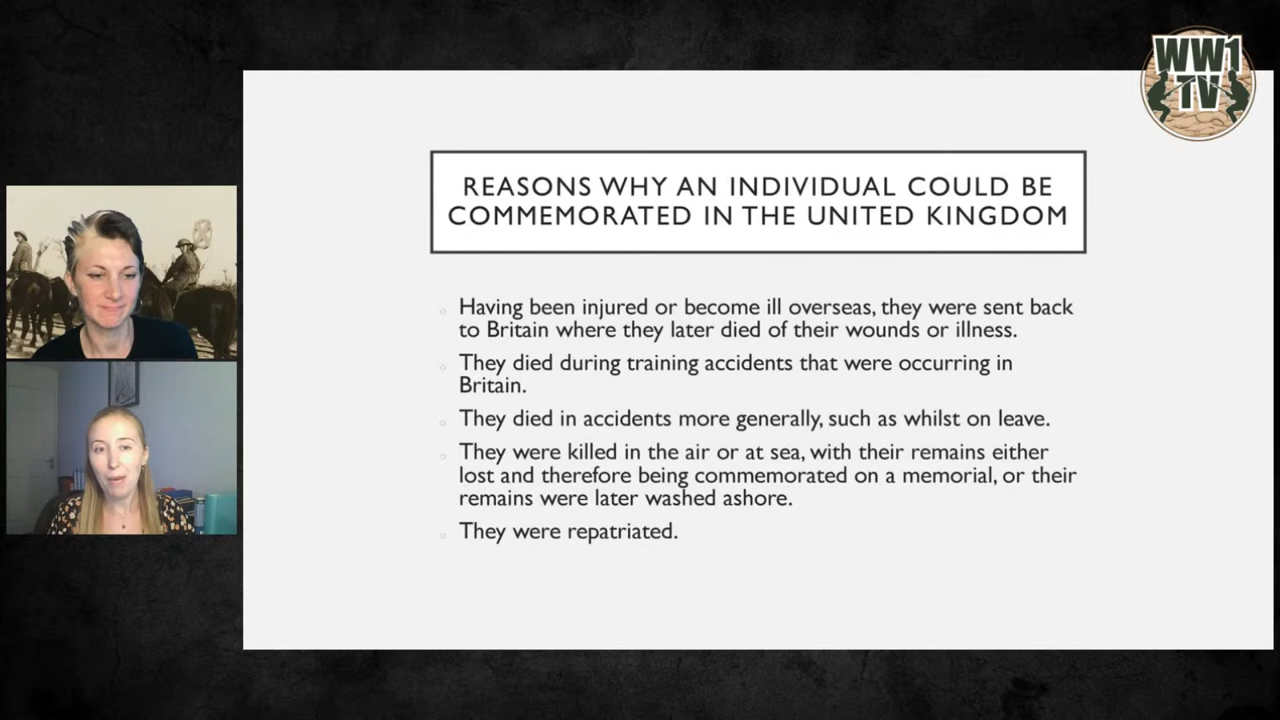 WW1
TV
REASONS WHY AN INDIVIDUAL COULD BE
COMMEMORATED IN THE UNITED KINGDOM
Having been injured or become ill overseas, they were sent back
to Britain where they later died of their wounds or illness.
They died during training accidents that were occurring in
Britain.
They died in accidents more generally, such as whilst on leave.
They were killed in the air or at sea, with their remains either
lost and therefore being commemorated on a memorial, or their
remains were later washed ashore.
They were repatriated.